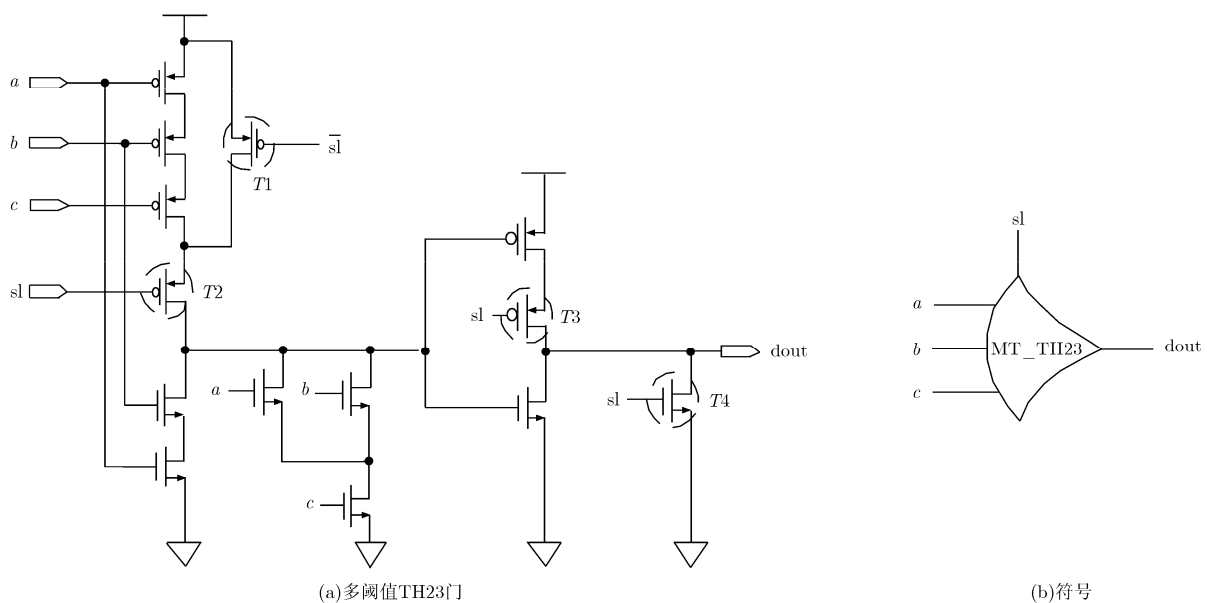 a
b
c
sl
T1
s̅l̅
T2
a
b
c
sl
T3
dout
sl
T4
sl
a
b
c
MT_TH23
dout
(a)多阈值TH23门
(b)符号